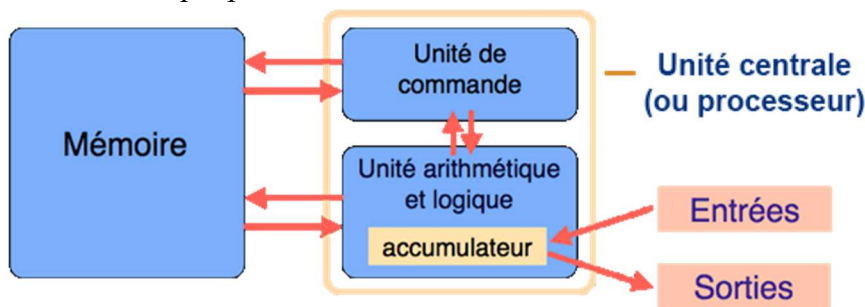 Unité de
commande
Unité centrale
(ou processeur)
Mémoire
Unité arithmétique
et logique
accumulateur
Entrées
Sorties